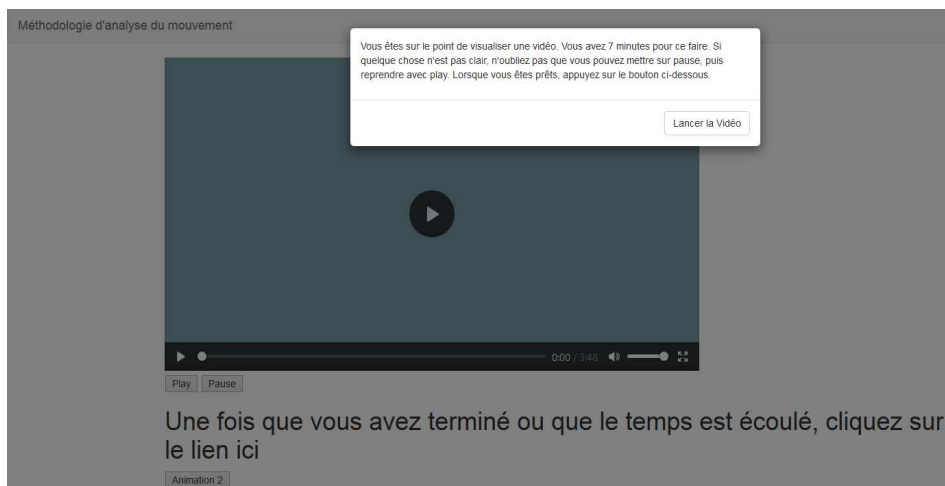 Méthodologie d'analyse du mouvement
Vous êtes sur le point de visualiser une vidéo. Vous avez 7 minutes pour ce faire. Si
quelque chose n'est pas clair, n'oubliez pas que vous pouvez mettre sur pause, puis
reprendre avec play. Lorsque vous êtes prêts, appuyez sur le bouton ci-dessous.
Lancer la Vidéo
0:00 / 3:48
Play Pause
Une fois que vous avez terminé ou que le temps est écoulé, cliquez sur
le lien ici
Animation 2